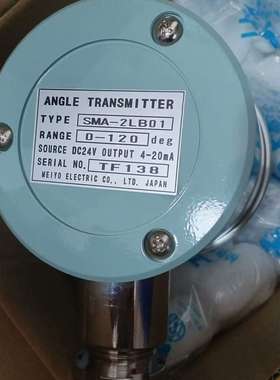 ANGLE TRANSMITTER
TYPE SMA-2LB01
RANGE 0-120 deg
SOURCE DC24V OUTPUT 4-20mA
SERIAL NO. TF138
MEIYO ELECTRIC CO., LTD. JAPAN